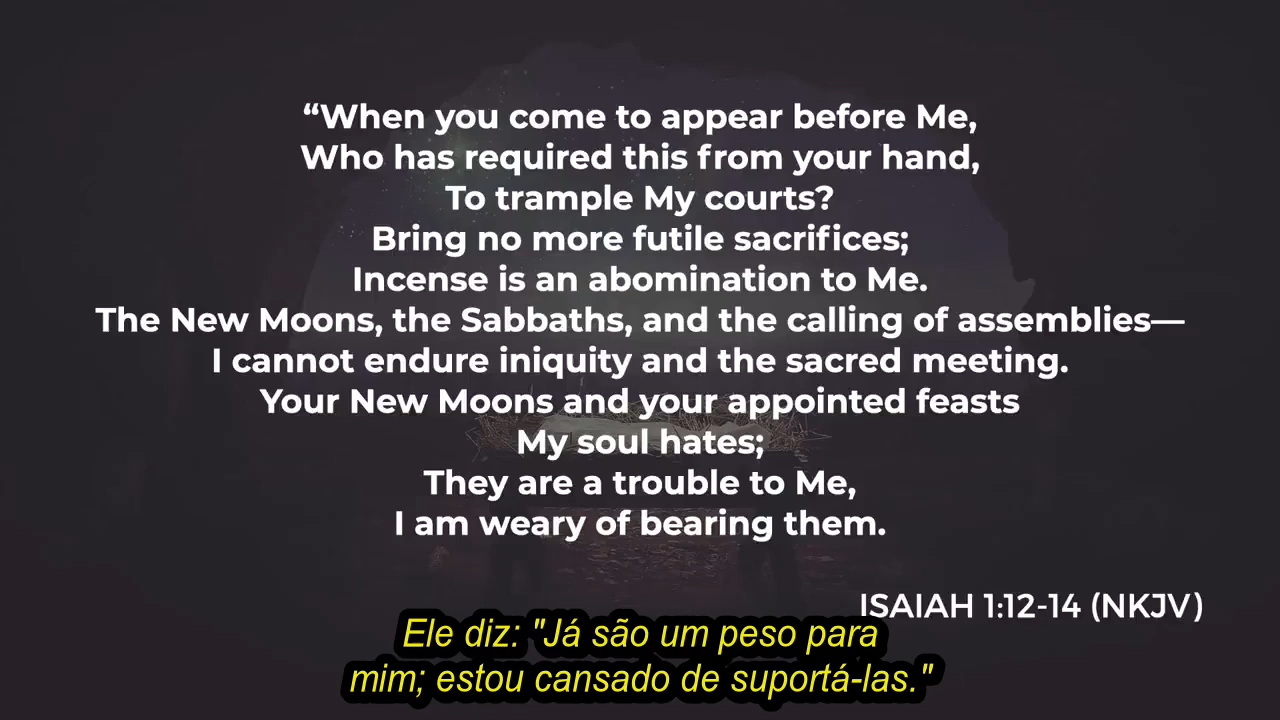 “When you come to appear before Me,
Who has required this from your hand,
To trample My courts?
Bring no more futile sacrifices;
Incense is an abomination to Me.
The New Moons, the Sabbaths, and the calling of assemblies—
I cannot endure iniquity and the sacred meeting.
Your New Moons and your appointed feasts
My soul hates;
They are a trouble to Me,
I am weary of bearing them.
ISAIAH 1:12-14 (NKJV)
Ele diz: "Já são um peso para
mim; estou cansado de suportá-las."